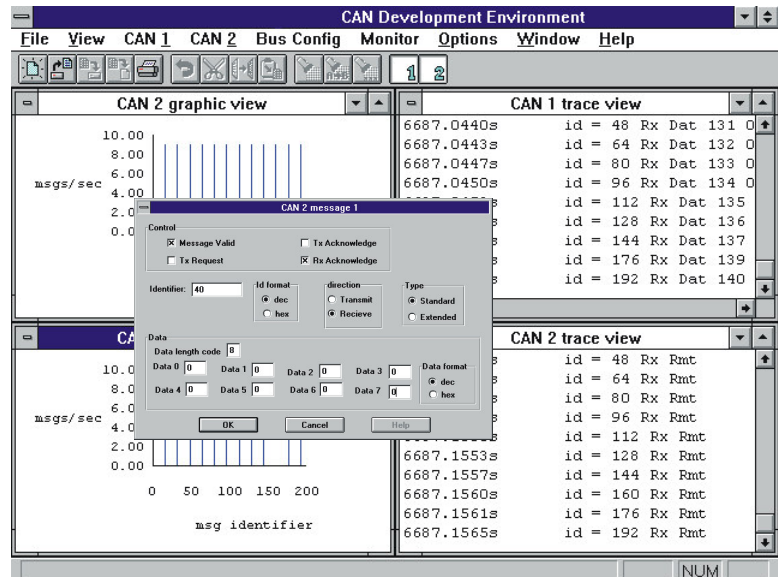 CAN Development Environment
File View CAN 1 CAN 2 Bus Config Monitor Options Window Help
1 2
CAN 2 graphic view
10.00
8.00
6.00
msgs/sec
4.00
2.0
0.0
CAN 1 trace view
6687.0440s id = 48 Rx Dat 131 0
6687.0443s id = 64 Rx Dat 132 0
6687.0447s id = 80 Rx Dat 133 0
6687.0450s id = 96 Rx Dat 134 0
s id = 112 Rx Dat 135
s id = 128 Rx Dat 136
s id = 144 Rx Dat 137
s id = 176 Rx Dat 139
s id = 192 Rx Dat 140
CAN 2 message 1
Control
Message Valid Tx Acknowledge
Tx Request Rx Acknowledge
Identifier: 40
Id format
dec
hex
direction
Transmit
Recieve
Type
Standard
Extended
Data
Data length code 8
Data 0 0 Data 1 0 Data 2 0 Data 3 0
Data 4 0 Data 5 0 Data 6 0 Data 7 0
Data format
dec
hex
OK Cancel Help
CA
10.0
8.0
6.0
msgs/sec
4.0
2.00
0.00
0 50 100 150 200
msg identifier
CAN 2 trace view
s id = 48 Rx Rmt
s id = 64 Rx Rmt
s id = 80 Rx Rmt
s id = 96 Rx Rmt
id = 112 Rx Rmt
6687.1553s id = 128 Rx Rmt
6687.1557s id = 144 Rx Rmt
6687.1560s id = 160 Rx Rmt
6687.1561s id = 176 Rx Rmt
6687.1565s id = 192 Rx Rmt
NUM